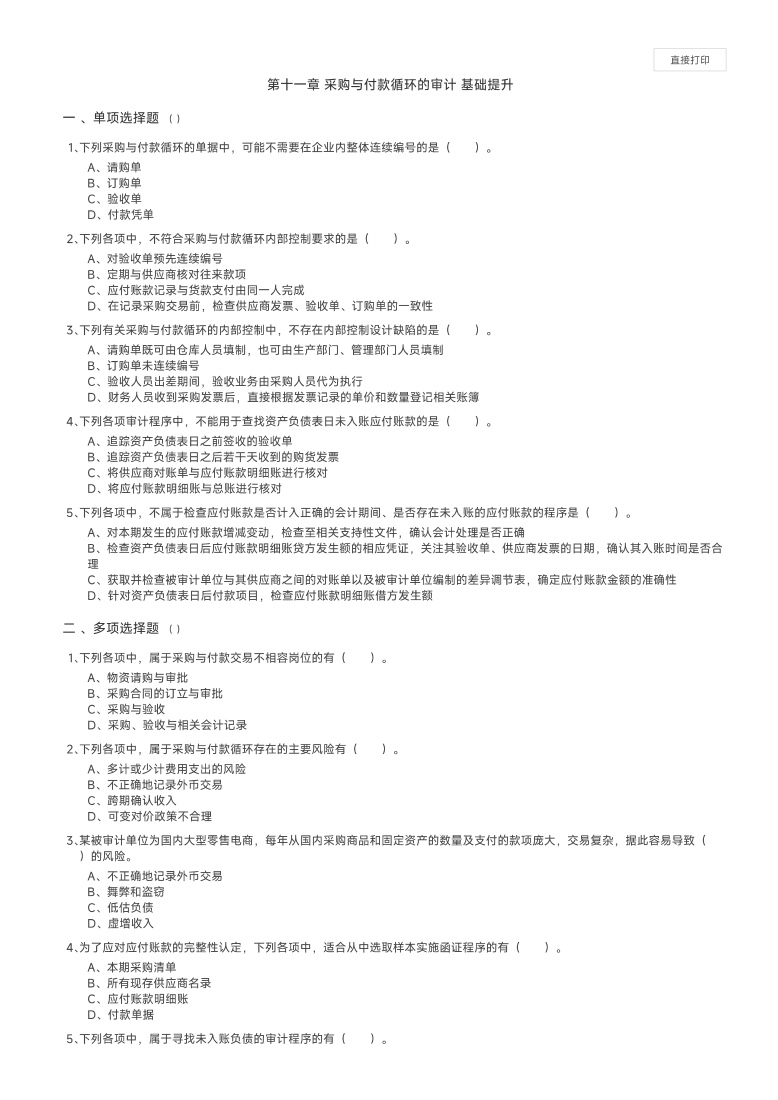 直接打印
第十一章 采购与付款循环的审计 基础提升
一 、单项选择题 （ ）
1、下列采购与付款循环的单据中，可能不需要在企业内整体连续编号的是（　　）。
A、请购单
B、订购单
C、验收单
D、付款凭单
2、下列各项中，不符合采购与付款循环内部控制要求的是（　　）。
A、对验收单预先连续编号
B、定期与供应商核对往来款项
C、应付账款记录与货款支付由同一人完成
D、在记录采购交易前，检查供应商发票、验收单、订购单的一致性
3、下列有关采购与付款循环的内部控制中，不存在内部控制设计缺陷的是（　　）。
A、请购单既可由仓库人员填制，也可由生产部门、管理部门人员填制
B、订购单未连续编号
C、验收人员出差期间，验收业务由采购人员代为执行
D、财务人员收到采购发票后，直接根据发票记录的单价和数量登记相关账簿
4、下列各项审计程序中，不能用于查找资产负债表日未入账应付账款的是（　　）。
A、追踪资产负债表日之前签收的验收单
B、追踪资产负债表日之后若干天收到的购货发票
C、将供应商对账单与应付账款明细账进行核对
D、将应付账款明细账与总账进行核对
5、下列各项中，不属于检查应付账款是否计入正确的会计期间、是否存在未入账的应付账款的程序是（　　）。
A、对本期发生的应付账款增减变动，检查至相关支持性文件，确认会计处理是否正确
B、检查资产负债表日后应付账款明细账贷方发生额的相应凭证，关注其验收单、供应商发票的日期，确认其入账时间是否合
理
C、获取并检查被审计单位与其供应商之间的对账单以及被审计单位编制的差异调节表，确定应付账款金额的准确性
D、针对资产负债表日后付款项目，检查应付账款明细账借方发生额
二 、多项选择题 （ ）
1、下列各项中，属于采购与付款交易不相容岗位的有（　　）。
A、物资请购与审批
B、采购合同的订立与审批
C、采购与验收
D、采购、验收与相关会计记录
2、下列各项中，属于采购与付款循环存在的主要风险有（　　）。
A、多计或少计费用支出的风险
B、不正确地记录外币交易
C、跨期确认收入
D、可变对价政策不合理
3、某被审计单位为国内大型零售电商，每年从国内采购商品和固定资产的数量及支付的款项庞大，交易复杂，据此容易导致（
）的风险。
A、不正确地记录外币交易
B、舞弊和盗窃
C、低估负债
D、虚增收入
4、为了应对应付账款的完整性认定，下列各项中，适合从中选取样本实施函证程序的有（　　）。
A、本期采购清单
B、所有现存供应商名录
C、应付账款明细账
D、付款单据
5、下列各项中，属于寻找未入账负债的审计程序的有（　　）。